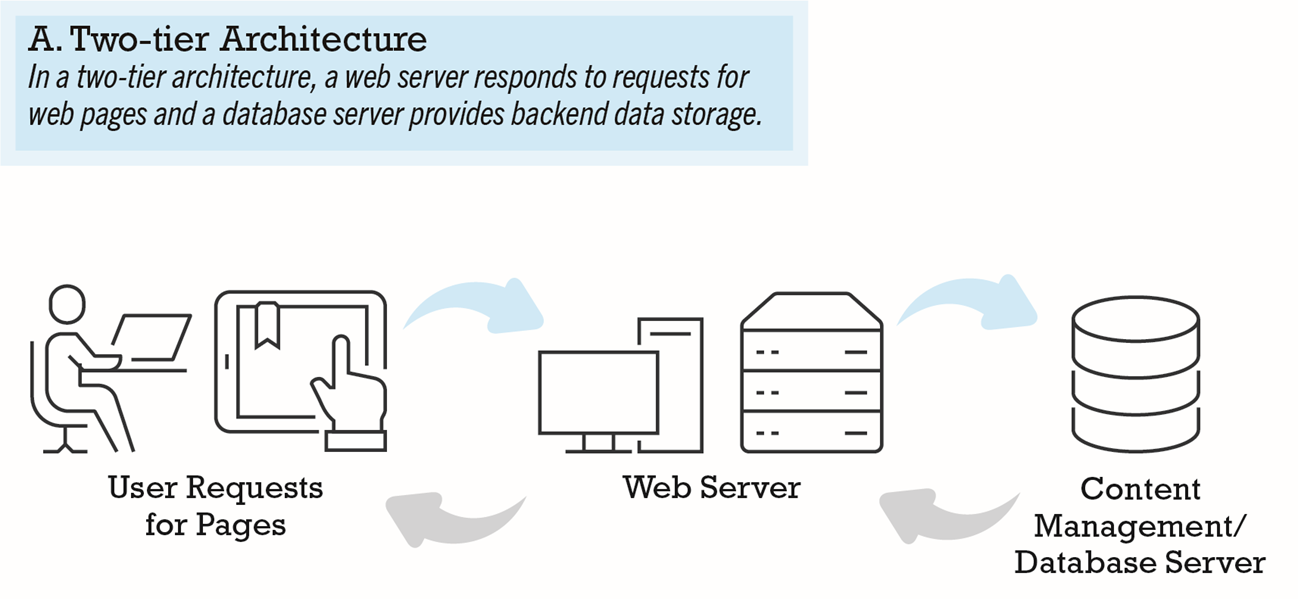 A. Two-tier Architecture
In a two-tier architecture, a web server responds to requests for
web pages and a database server provides backend data storage.
User Requests
for Pages
Web Server
Content
Management/
Database Server